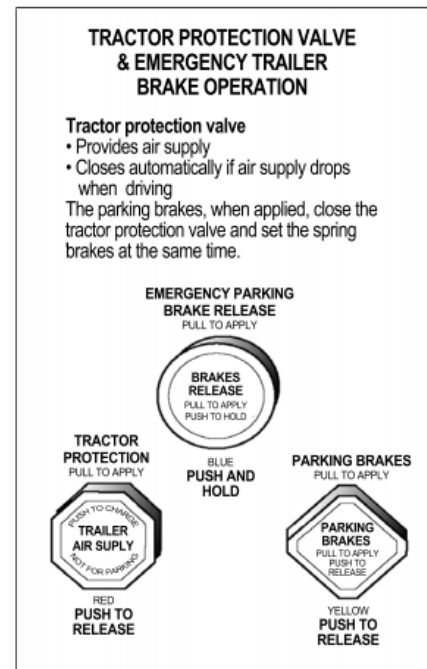 TRACTOR PROTECTION VALVE
& EMERGENCY TRAILER
BRAKE OPERATION
Tractor protection valve
• Provides air supply
• Closes automatically if air supply drops
when driving
The parking brakes, when applied, close the
tractor protection valve and set the spring
brakes at the same time.
EMERGENCY PARKING
BRAKE RELEASE
PULL TO APPLY
BRAKES
RELEASE
PULL TO APPLY
PUSH TO HOLD
BLUE
PUSH AND
HOLD
TRACTOR
PROTECTION
PULL TO APPLY
PUSH TO CHARGE
TRAILER
AIR SUPLY
NOT FOR PARKING
RED
PUSH TO
RELEASE
PARKING BRAKES
PULL TO APPLY
PARKING
BRAKES
PULL TO APPLY
PUSH TO
RELEASE
YELLOW
PUSH TO
RELEASE